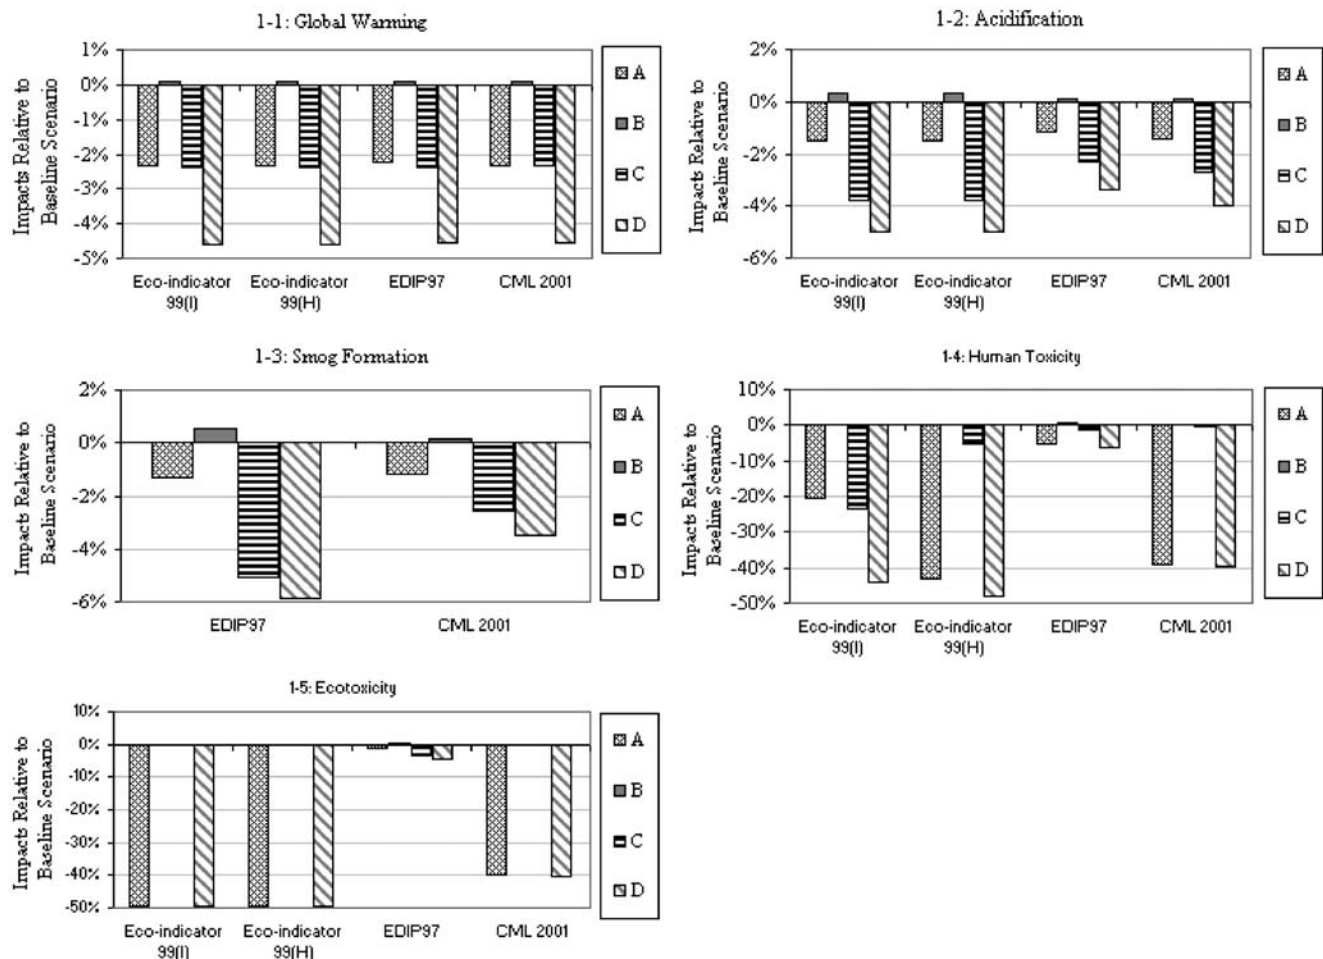 1-1: Global Warming
Impacts Relative to
Baseline Scenario
1%
0%
-1%
-2%
-3%
-4%
-5%
Eco-indicator
99(I)
Eco-indicator
99(H)
EDIP97
CML 2001
A
B
C
D
1-2: Acidification
Impacts Relative to
Baseline Scenario
2%
0%
-2%
-4%
-6%
Eco-indicator
99(I)
Eco-indicator
99(H)
EDIP97
CML 2001
A
B
C
D
1-3: Smog Formation
Impacts Relative to
Baseline Scenario
2%
0%
-2%
-4%
-6%
EDIP97
CML 2001
A
B
C
D
1-4: Human Toxicity
Impacts Relative to
Baseline Scenario
10%
0%
-10%
-20%
-30%
-40%
-50%
Eco-indicator
99(I)
Eco-indicator
99(H)
EDIP97
CML 2001
A
B
C
D
1-5: Ecotoxicity
Impacts Relative to
Baseline Scenario
10%
0%
-10%
-20%
-30%
-40%
-50%
Eco-indicator
99(I)
Eco-indicator
99(H)
EDIP97
CML 2001
A
B
C
D